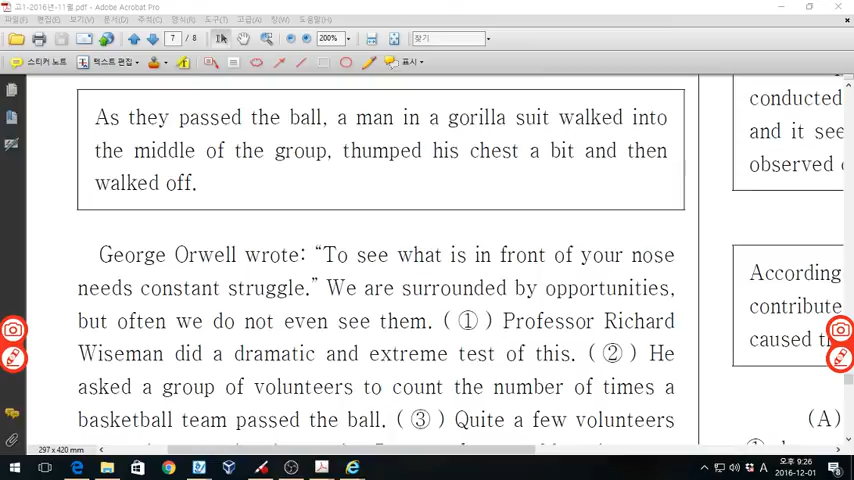 고1-2016년-11월.pdf - Adobe Acrobat Pro
파일(F) 편집(E) 보기(V) 문서(D) 주석(C) 양식(R) 도구(T) 고급(A) 창(W) 도움말(H)
7 / 8 200% 찾기
스티커 노트 텍스트 편집 표시
As they passed the ball, a man in a gorilla suit walked into
the middle of the group, thumped his chest a bit and then
walked off.
George Orwell wrote: “To see what is in front of your nose
needs constant struggle.” We are surrounded by opportunities,
but often we do not even see them. ( ① ) Professor Richard
Wiseman did a dramatic and extreme test of this. ( ② ) He
asked a group of volunteers to count the number of times a
basketball team passed the ball. ( ③ ) Quite a few volunteers
conducted
and it see
observed
According
contribute
caused
(A)
297 x 420 mm
A 오후 9:26
2016-12-01